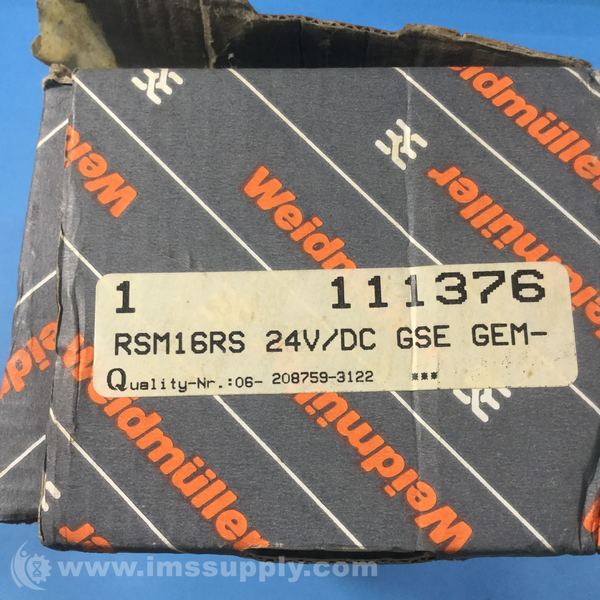 Weidmüller
Weidmüller
Weidmüller
1 111376
RSM16RS 24V/DC GSE GEM-
Quality-Nr.:06- 208759-3122 ***
Weidmüller
Weidmüller
www.imssupply.com